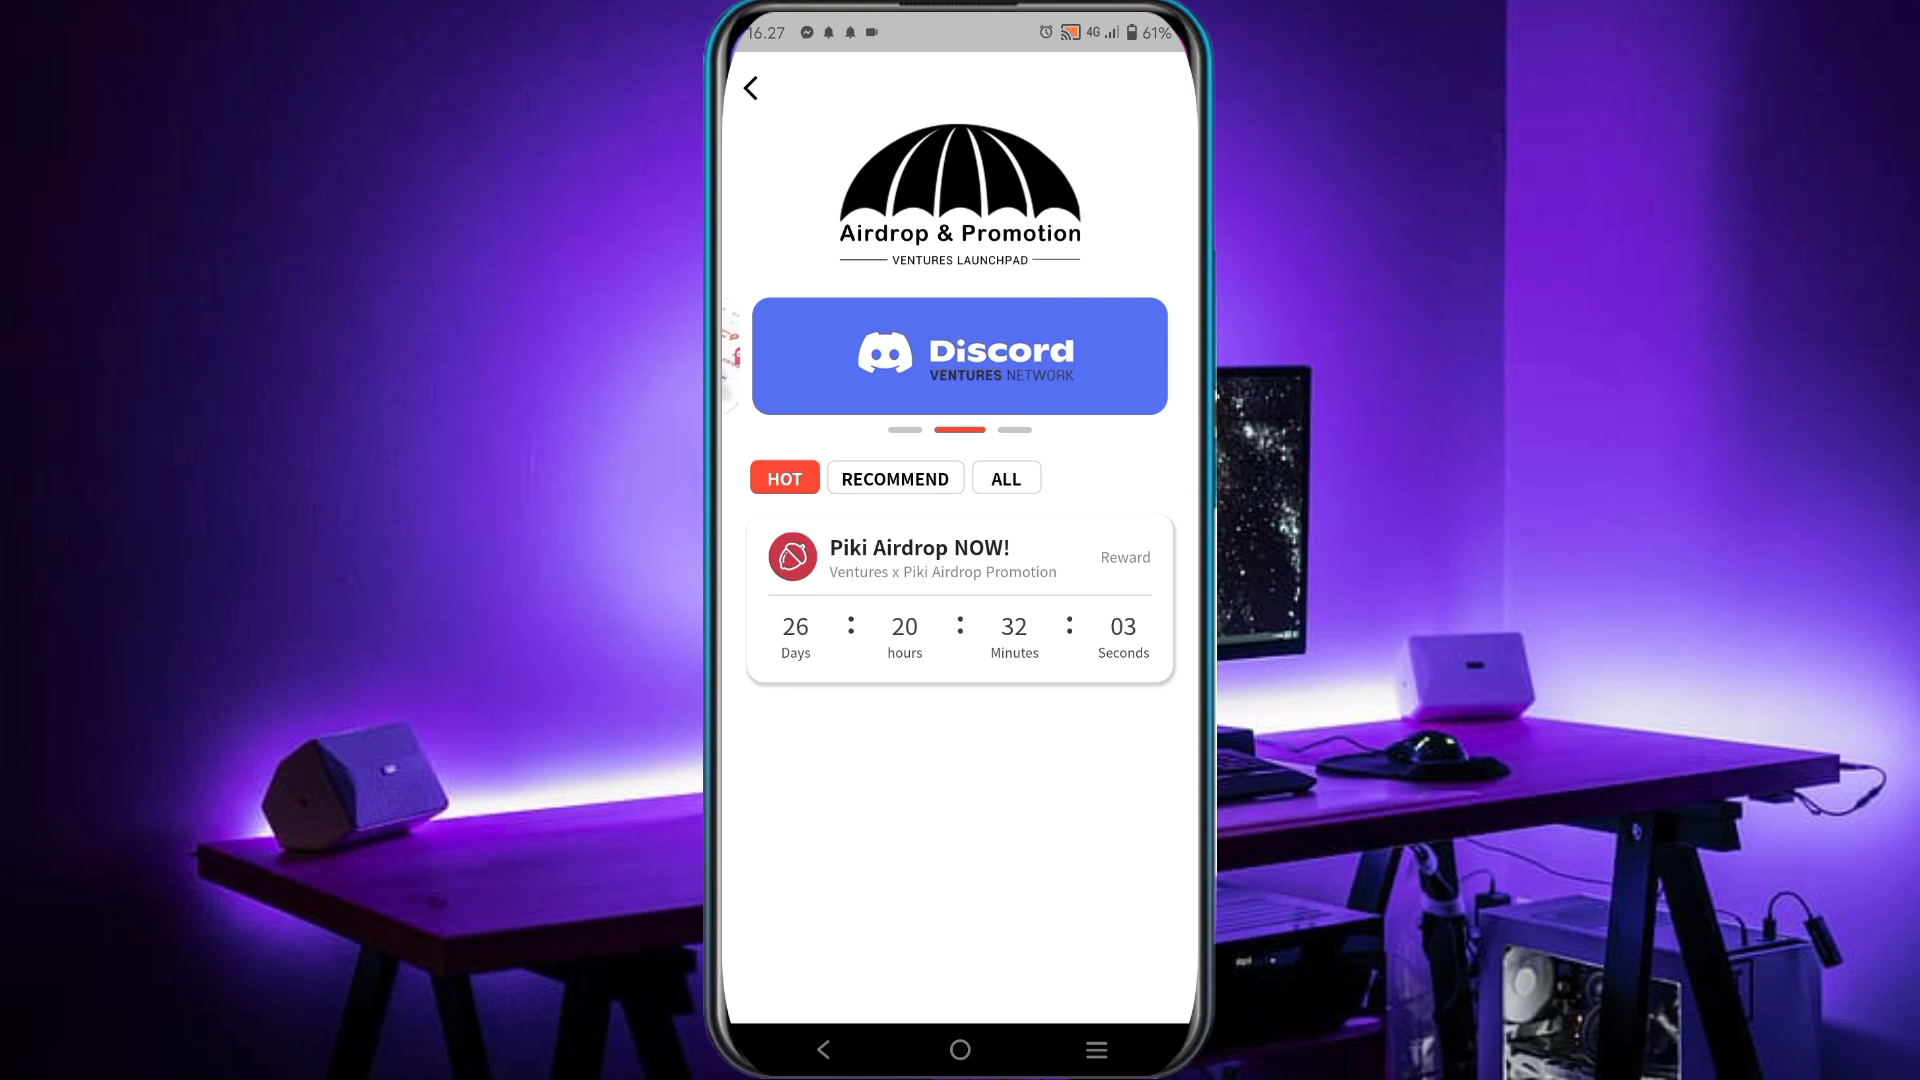 16.27 4G 61%
Airdrop & Promotion
VENTURES LAUNCHPAD
Discord
VENTURES NETWORK
HOT RECOMMEND ALL
Piki Airdrop NOW!
Ventures x Piki Airdrop Promotion
Reward
26 : 20 : 32 : 03
Days hours Minutes Seconds